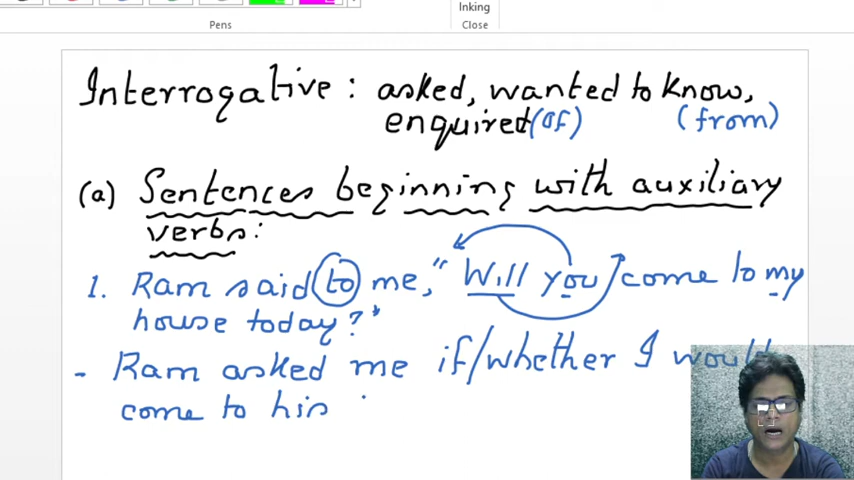 Pens
Inking
Close
Interrogative : asked, wanted to know,
enquired (of) (from)
(a) Sentences beginning with auxiliary
verbs:
1. Ram said to me, "Will you / come to my
house today?"
- Ram asked me if/whether I would
come to his